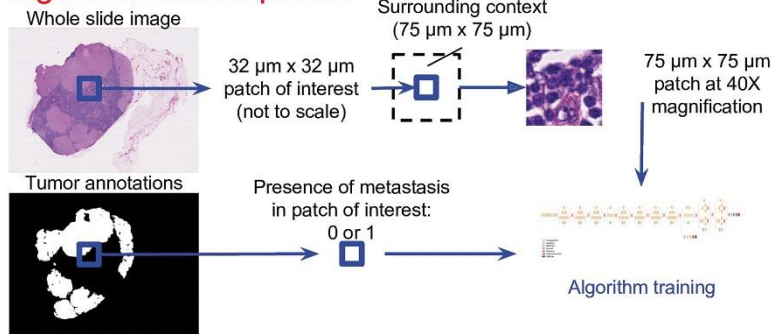 Whole slide image
32 µm x 32 µm
patch of interest
(not to scale)
Surrounding context
(75 µm x 75 µm)
75 µm x 75 µm
patch at 40X
magnification
Tumor annotations
Presence of metastasis
in patch of interest:
0 or 1
Algorithm training